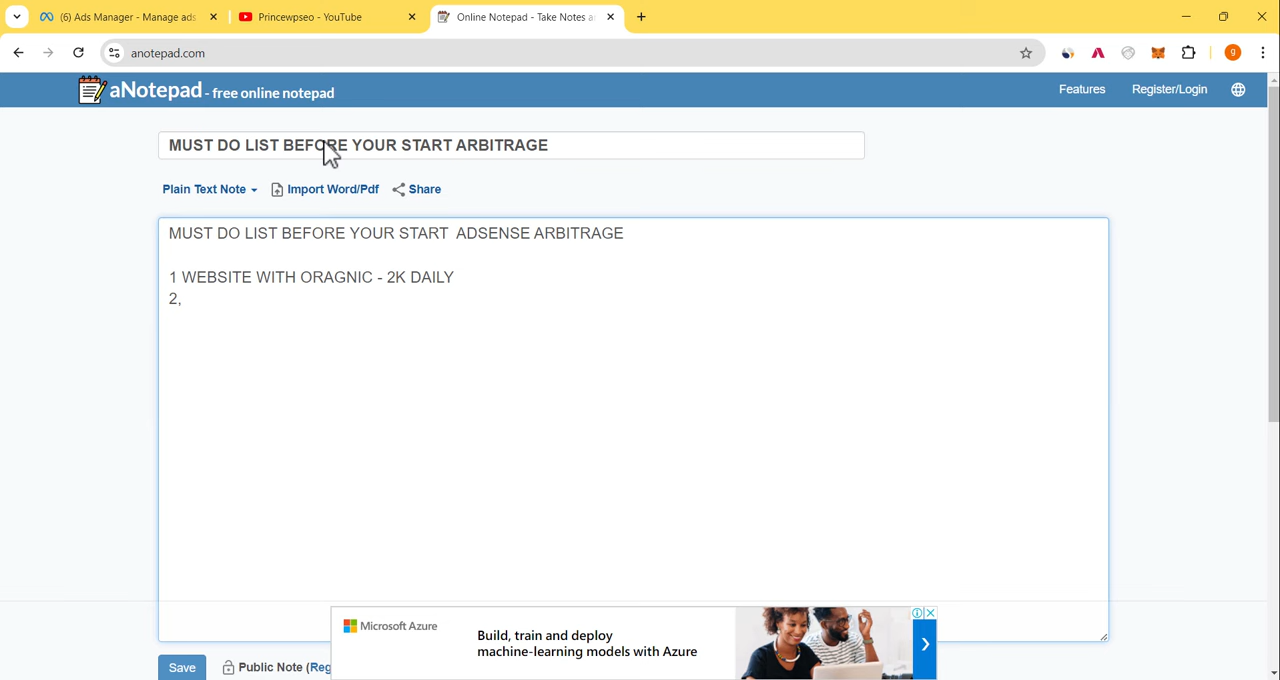 (6) Ads Manager - Manage ads
Princewpseo - YouTube
Online Notepad - Take Notes
anotepad.com
g
aNotepad - free online notepad
Features
Register/Login
MUST DO LIST BEFORE YOUR START ARBITRAGE
Plain Text Note
Import Word/Pdf
Share
MUST DO LIST BEFORE YOUR START  ADSENSE ARBITRAGE
1 WEBSITE WITH ORAGNIC - 2K DAILY
2,
Microsoft Azure
Build, train and deploy
machine-learning models with Azure
Save
Public Note (Reg